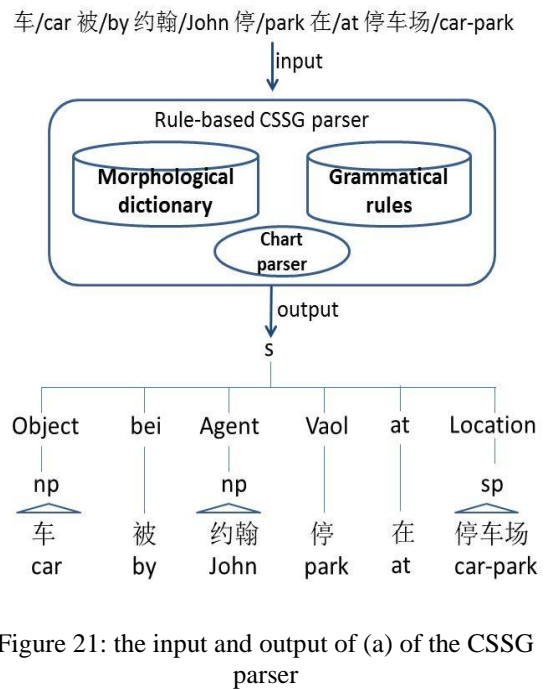 车/car 被/by 约翰/John 停/park 在/at 停车场/car-park
input
Rule-based CSSG parser
Morphological
dictionary
Grammatical
rules
Chart
parser
output
s
Object bei Agent Vaol at Location
np np sp
车 被 约翰 停 在 停车场
car by John park at car-park
Figure 21: the input and output of (a) of the CSSG
parser